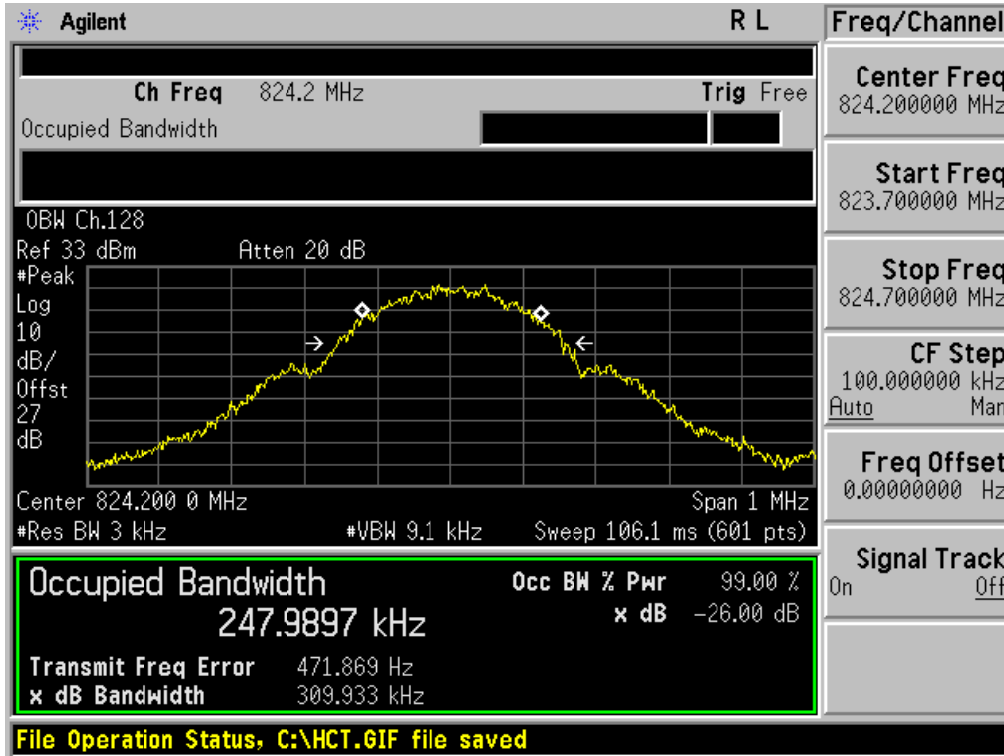 Agilent R L
Ch Freq 824.2 MHz Trig Free
Occupied Bandwidth
OBW Ch.128
Ref 33 dBm Atten 20 dB
#Peak
Log
10
dB/
Offst
27
dB
Center 824.200 0 MHz Span 1 MHz
#Res BW 3 kHz #VBW 9.1 kHz Sweep 106.1 ms (601 pts)
Occupied Bandwidth Occ BW % Pwr 99.00 %
247.9897 kHz x dB -26.00 dB
Transmit Freq Error 471.869 Hz
x dB Bandwidth 309.933 kHz
File Operation Status, C:\HCT.GIF file saved
Freq/Channel
Center Freq
824.200000 MHz
Start Freq
823.700000 MHz
Stop Freq
824.700000 MHz
CF Step
100.000000 kHz
Auto Man
Freq Offset
0.00000000 Hz
Signal Track
On Off